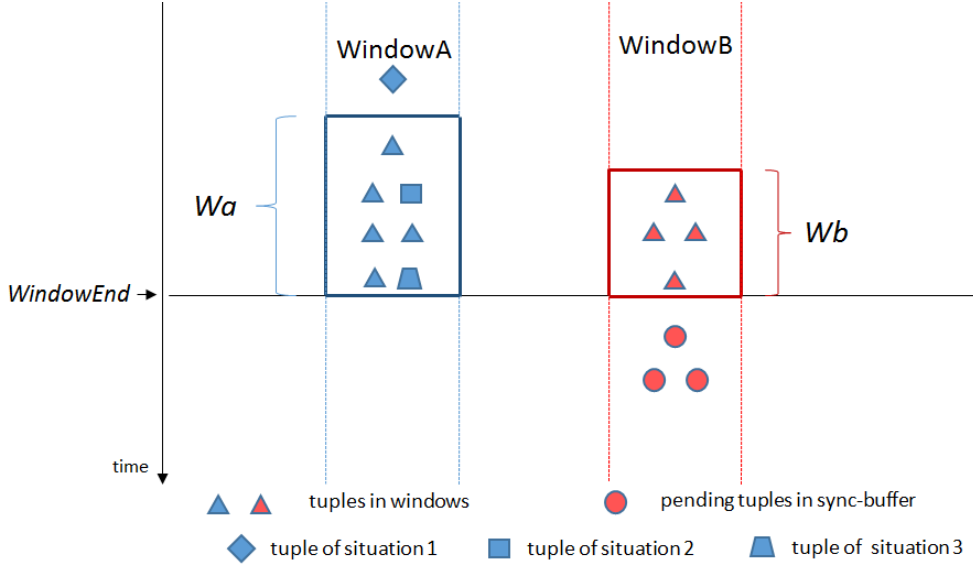 WindowA
WindowB
Wa
Wb
WindowEnd
time
tuples in windows
pending tuples in sync-buffer
tuple of situation 1
tuple of situation 2
tuple of situation 3